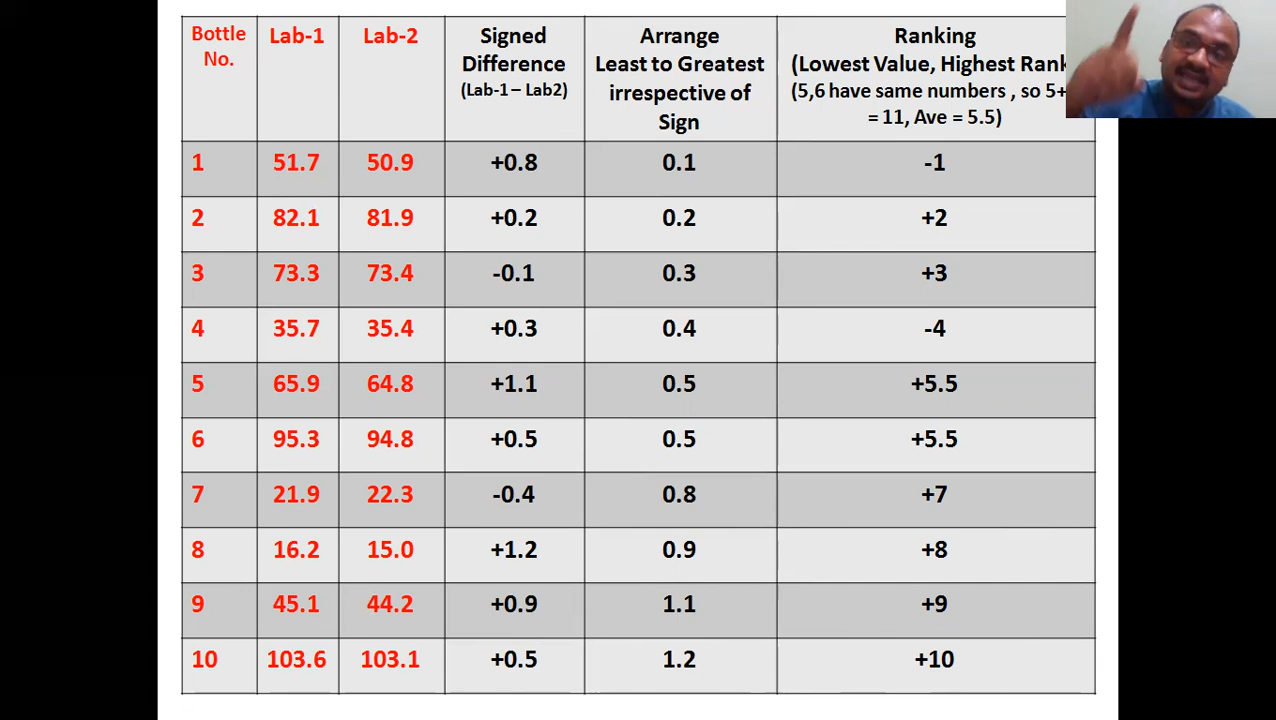 Bottle No. Lab-1 Lab-2 Signed Difference (Lab-1 – Lab2) Arrange Least to Greatest irrespective of Sign Ranking (Lowest Value, Highest Rank (5,6 have same numbers , so 5+ = 11, Ave = 5.5)
1 51.7 50.9 +0.8 0.1 -1
2 82.1 81.9 +0.2 0.2 +2
3 73.3 73.4 -0.1 0.3 +3
4 35.7 35.4 +0.3 0.4 -4
5 65.9 64.8 +1.1 0.5 +5.5
6 95.3 94.8 +0.5 0.5 +5.5
7 21.9 22.3 -0.4 0.8 +7
8 16.2 15.0 +1.2 0.9 +8
9 45.1 44.2 +0.9 1.1 +9
10 103.6 103.1 +0.5 1.2 +10